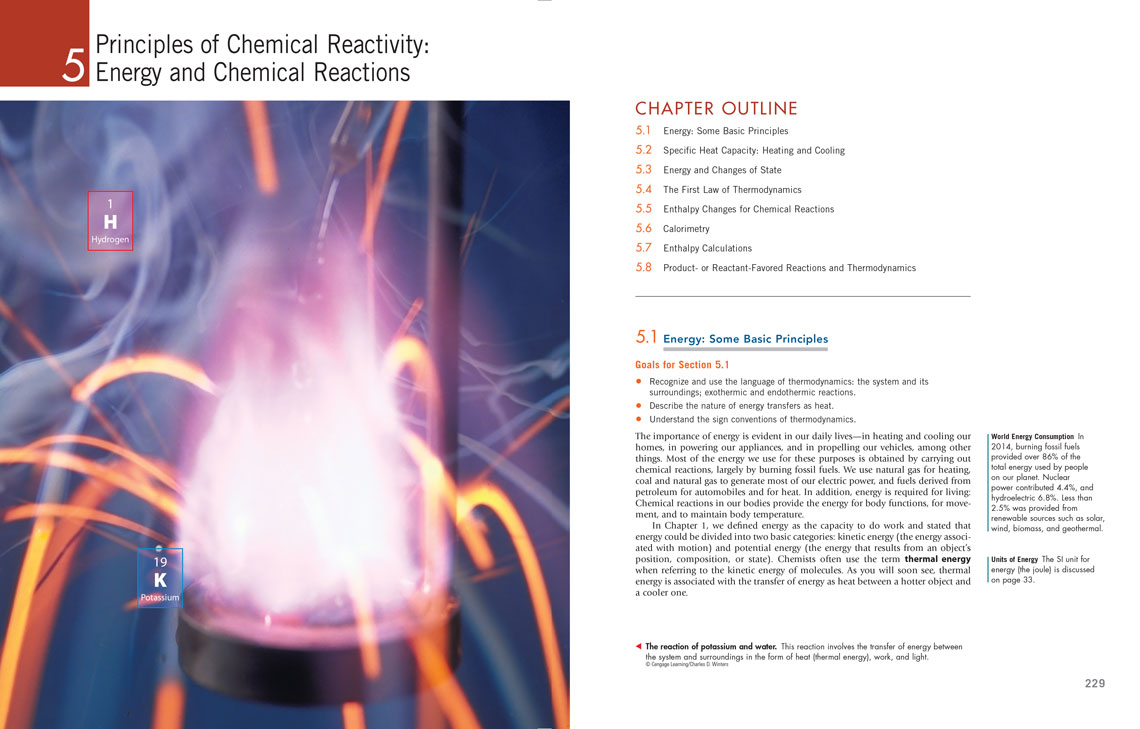 5
Principles of Chemical Reactivity:
Energy and Chemical Reactions
1
H
Hydrogen
19
K
Potassium
CHAPTER OUTLINE
5.1 Energy: Some Basic Principles
5.2 Specific Heat Capacity: Heating and Cooling
5.3 Energy and Changes of State
5.4 The First Law of Thermodynamics
5.5 Enthalpy Changes for Chemical Reactions
5.6 Calorimetry
5.7 Enthalpy Calculations
5.8 Product- or Reactant-Favored Reactions and Thermodynamics
5.1 Energy: Some Basic Principles
Goals for Section 5.1
• Recognize and use the language of thermodynamics: the system and its
surroundings; exothermic and endothermic reactions.
• Describe the nature of energy transfers as heat.
• Understand the sign conventions of thermodynamics.
The importance of energy is evident in our daily lives—in heating and cooling our
homes, in powering our appliances, and in propelling our vehicles, among other
things. Most of the energy we use for these purposes is obtained by carrying out
chemical reactions, largely by burning fossil fuels. We use natural gas for heating,
coal and natural gas to generate most of our electric power, and fuels derived from
petroleum for automobiles and for heat. In addition, energy is required for living:
Chemical reactions in our bodies provide the energy for body functions, for move-
ment, and to maintain body temperature.
In Chapter 1, we defined energy as the capacity to do work and stated that
energy could be divided into two basic categories: kinetic energy (the energy associ-
ated with motion) and potential energy (the energy that results from an object's
position, composition, or state). Chemists often use the term thermal energy
when referring to the kinetic energy of molecules. As you will soon see, thermal
energy is associated with the transfer of energy as heat between a hotter object and
a cooler one.
World Energy Consumption In
2014, burning fossil fuels
provided over 86% of the
total energy used by people
on our planet. Nuclear
power contributed 4.4%, and
hydroelectric 6.8%. Less than
2.5% was provided from
renewable sources such as solar,
wind, biomass, and geothermal.
Units of Energy The SI unit for
energy (the joule) is discussed
on page 33.
◀ The reaction of potassium and water. This reaction involves the transfer of energy between
the system and surroundings in the form of heat (thermal energy), work, and light.
© Cengage Learning/Charles D. Winters
229